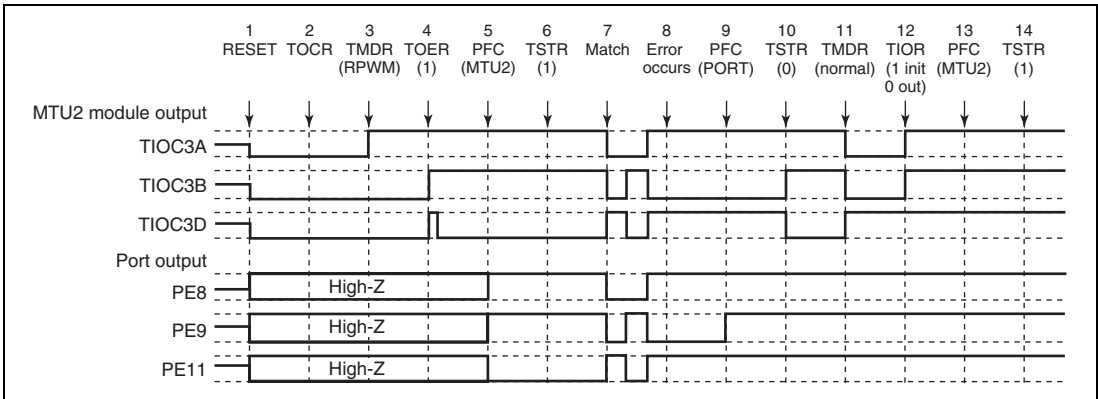 1 2 3 4 5 6 7 8 9 10 11 12 13 14
RESET TOCR TMDR TOER PFC TSTR Match Error PFC TSTR TMDR TIOR PFC TSTR
(RPWM) (1) (MTU2) (1) occurs (PORT) (0) (normal) (1 init (MTU2) (1)
0 out)
MTU2 module output
TIOC3A
TIOC3B
TIOC3D
Port output
PE8 High-Z
PE9 High-Z
PE11 High-Z